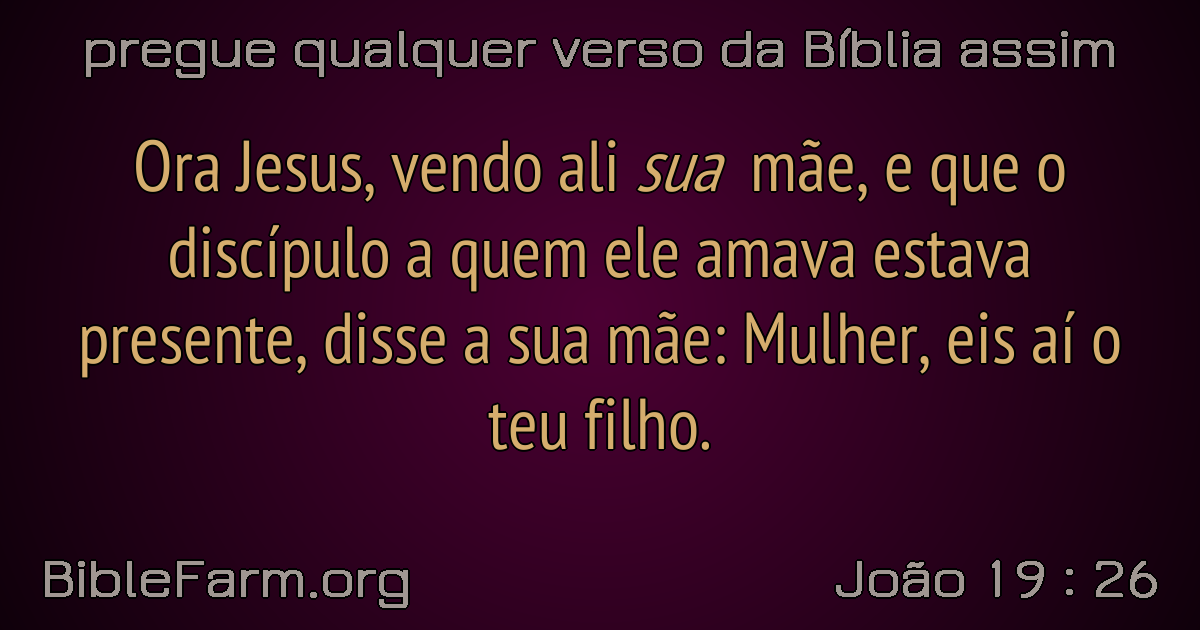 pregue qualquer verso da Bíblia assim
Ora Jesus, vendo ali sua mãe, e que o
discípulo a quem ele amava estava
presente, disse a sua mãe: Mulher, eis aí o
teu filho.
BibleFarm.org
João 19 : 26